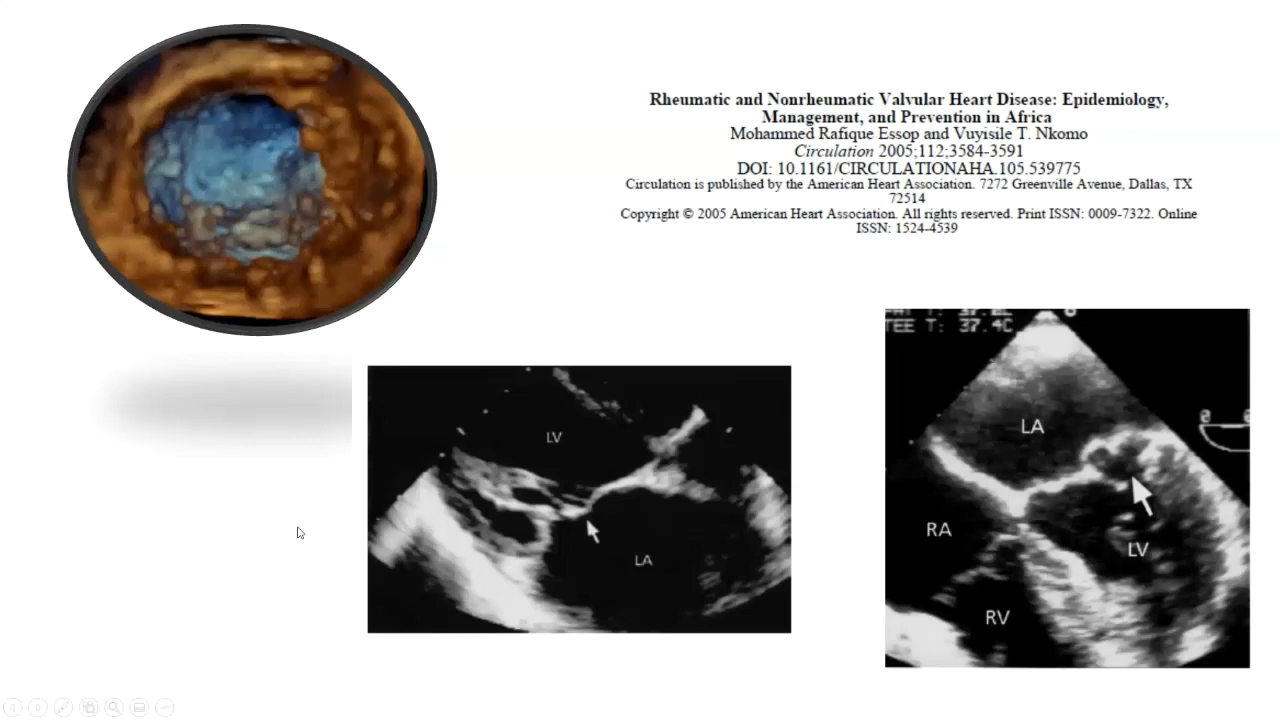 Rheumatic and Nonrheumatic Valvular Heart Disease: Epidemiology,
Management, and Prevention in Africa
Mohammed Rafique Essop and Vuyisile T. Nkomo
Circulation 2005;112;3584-3591
DOI: 10.1161/CIRCULATIONAHA.105.539775
Circulation is published by the American Heart Association. 7272 Greenville Avenue, Dallas, TX
72514
Copyright © 2005 American Heart Association. All rights reserved. Print ISSN: 0009-7322. Online
ISSN: 1524-4539
LV
LA
TEE T: 37.4C
LA
RA
LV
RV